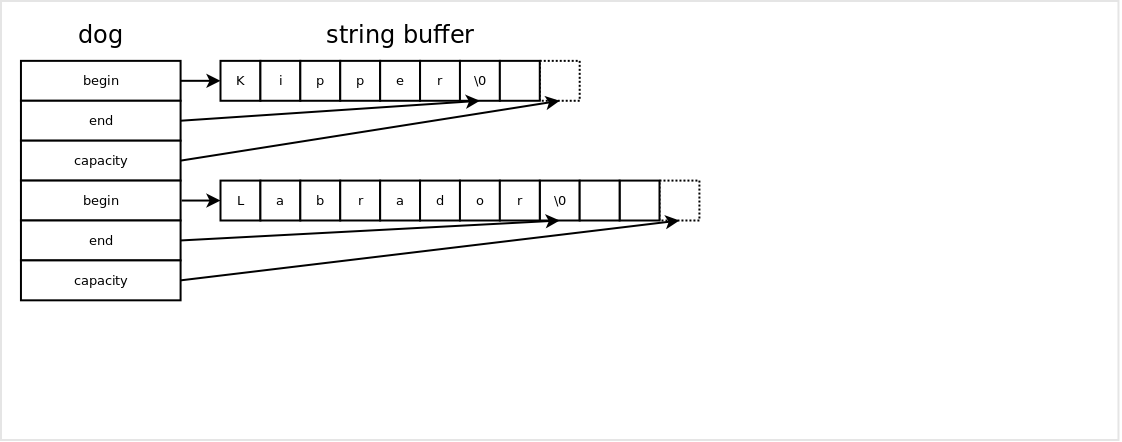 dog string buffer
begin K i p p e r \0
end
capacity
begin L a b r a d o r \0
end
capacity